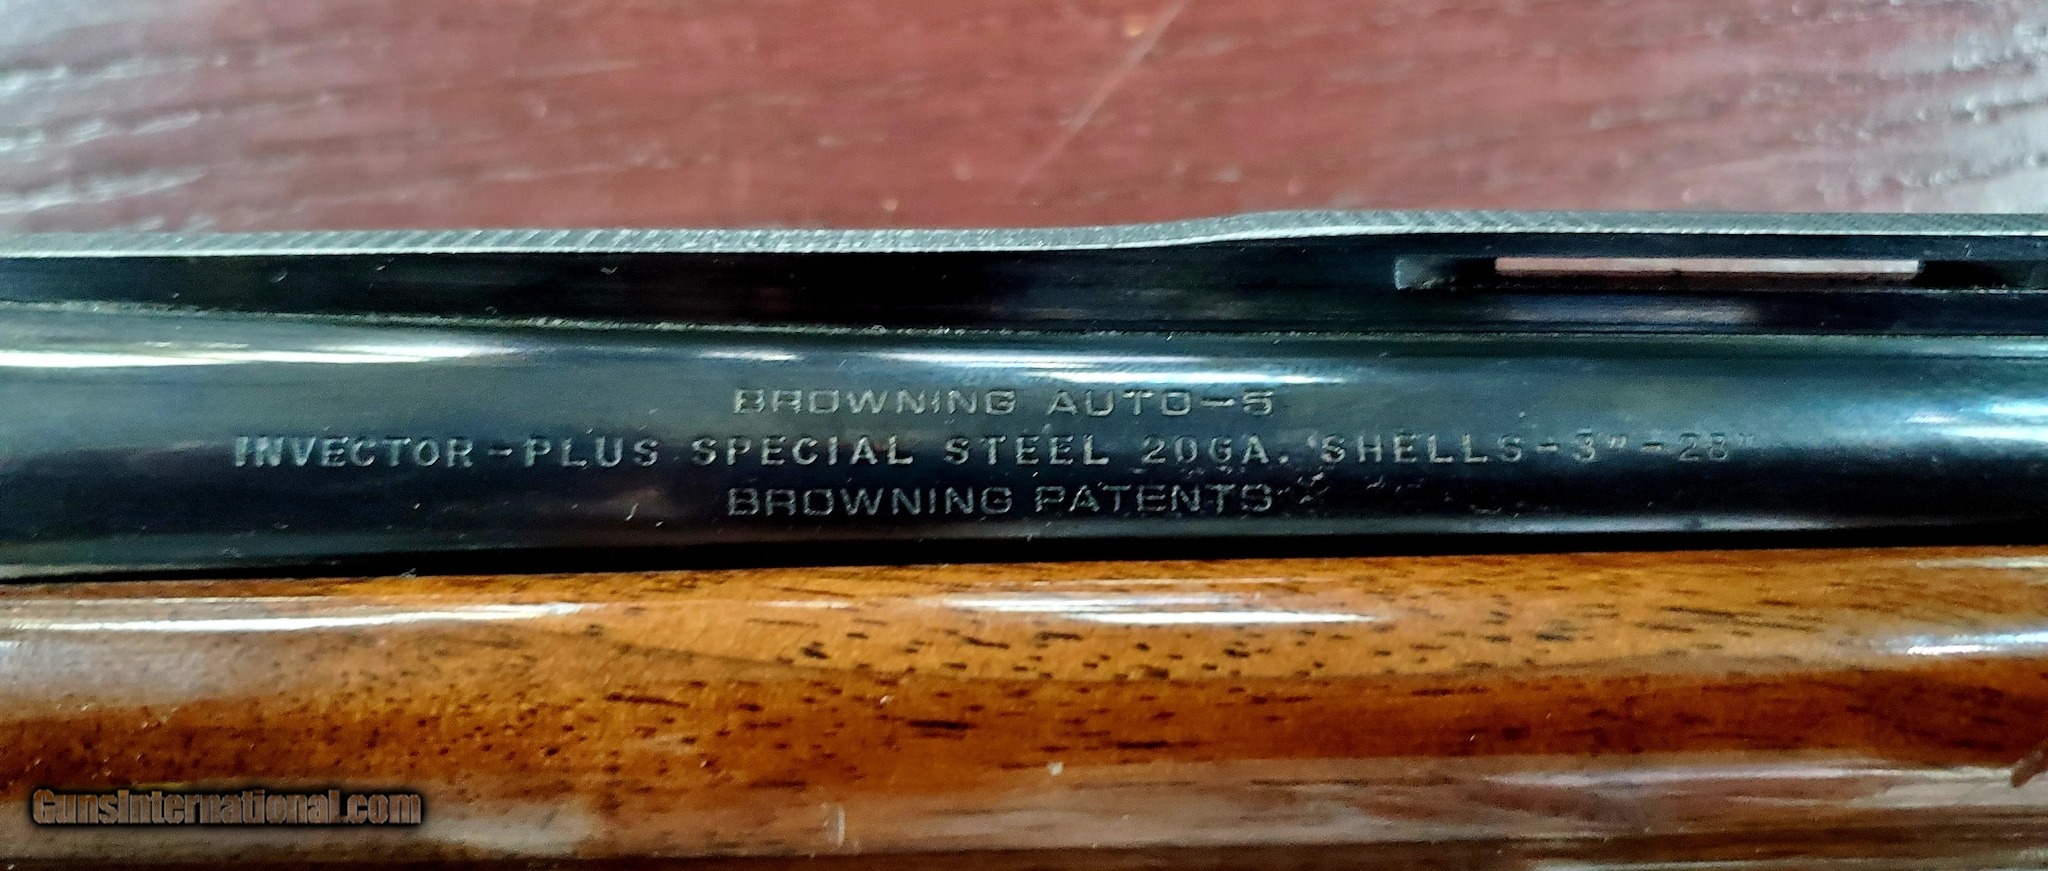 BROWNING AUTO-5
INVECTOR-PLUS SPECIAL STEEL 20GA. SHELLS-3"-28"
BROWNING PATENTS
GunsInternational.com